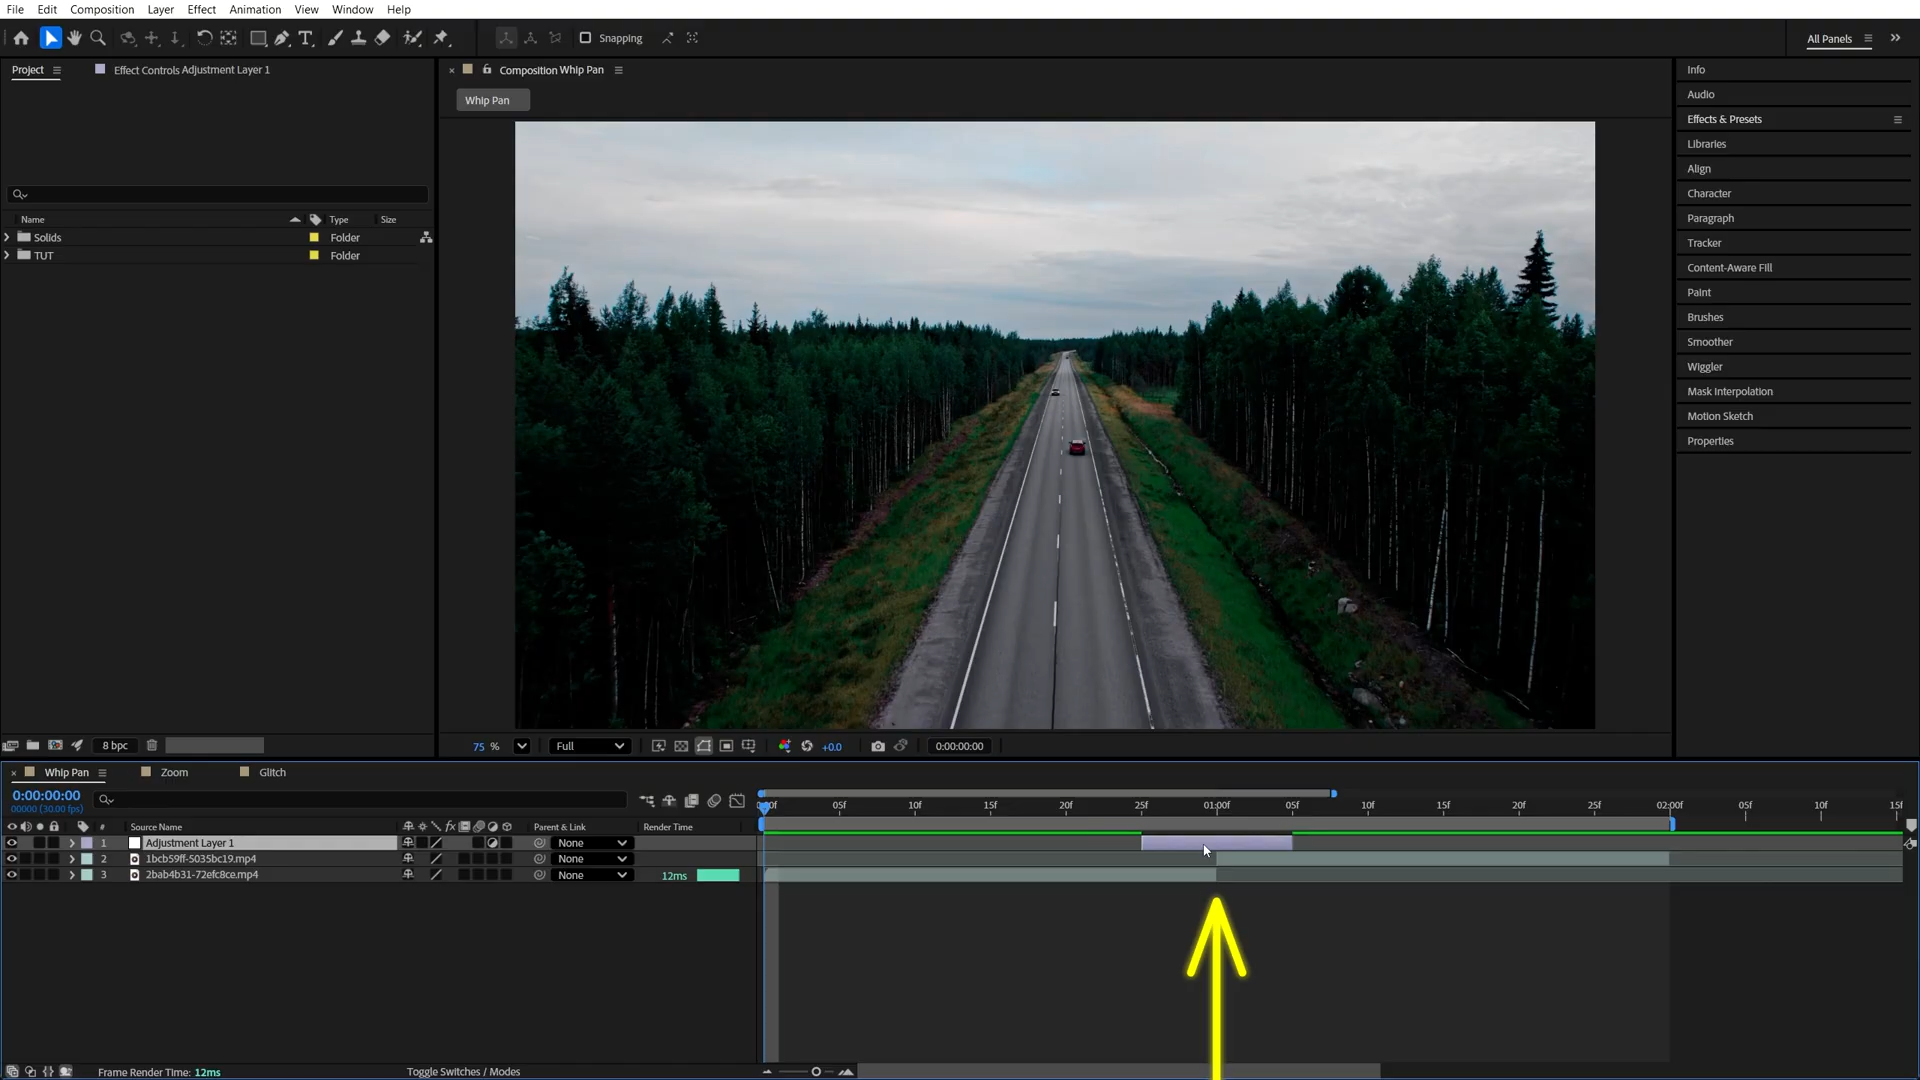 File Edit Composition Layer Effect Animation View Window Help
Snapping
All Panels
Project
Effect Controls Adjustment Layer 1
Composition Whip Pan
Whip Pan
Name Type Size
Solids Folder
TUT Folder
8 bpc
75 %
Full
+0.0
0:00:00:00
Info
Audio
Effects & Presets
Libraries
Align
Character
Paragraph
Tracker
Content-Aware Fill
Paint
Brushes
Smoother
Wiggler
Mask Interpolation
Motion Sketch
Properties
Whip Pan Zoom Glitch
0:00:00:00
00000 (30.00 fps)
05f 10f 15f 20f 25f 01:00f 05f 10f 15f 20f 25f 02:00f 05f 10f 15f
# Source Name fx Parent & Link Render Time
1 Adjustment Layer 1 None
2 1bcb59ff-5035bc19.mp4 None
3 2bab4b31-72efc8ce.mp4 None 12ms
Frame Render Time: 12ms
Toggle Switches / Modes